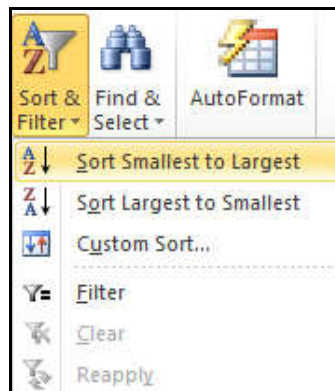 Sort &
Filter
Find &
Select
AutoFormat
Sort Smallest to Largest
Sort Largest to Smallest
Custom Sort...
Filter
Clear
Reapply